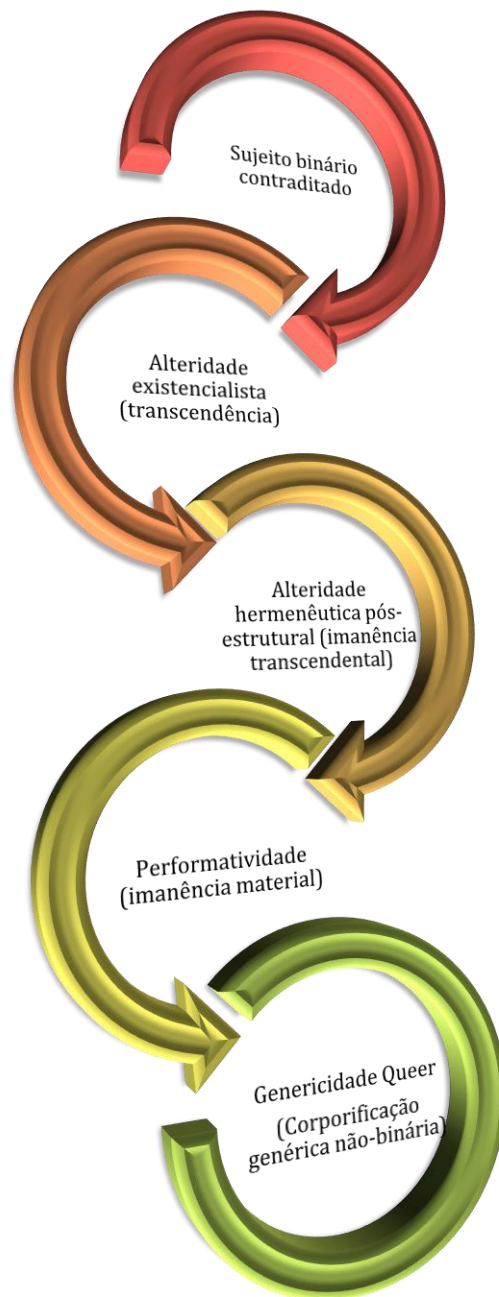 Sujeito binário
contraditado
Alteridade
existencialista
(transcendência)
Alteridade
hermenêutica pós-
estrutural (imanência
transcendental)
Performatividade
(imanência material)
Genericidade Queer
(Corporificação
genérica não-binária)